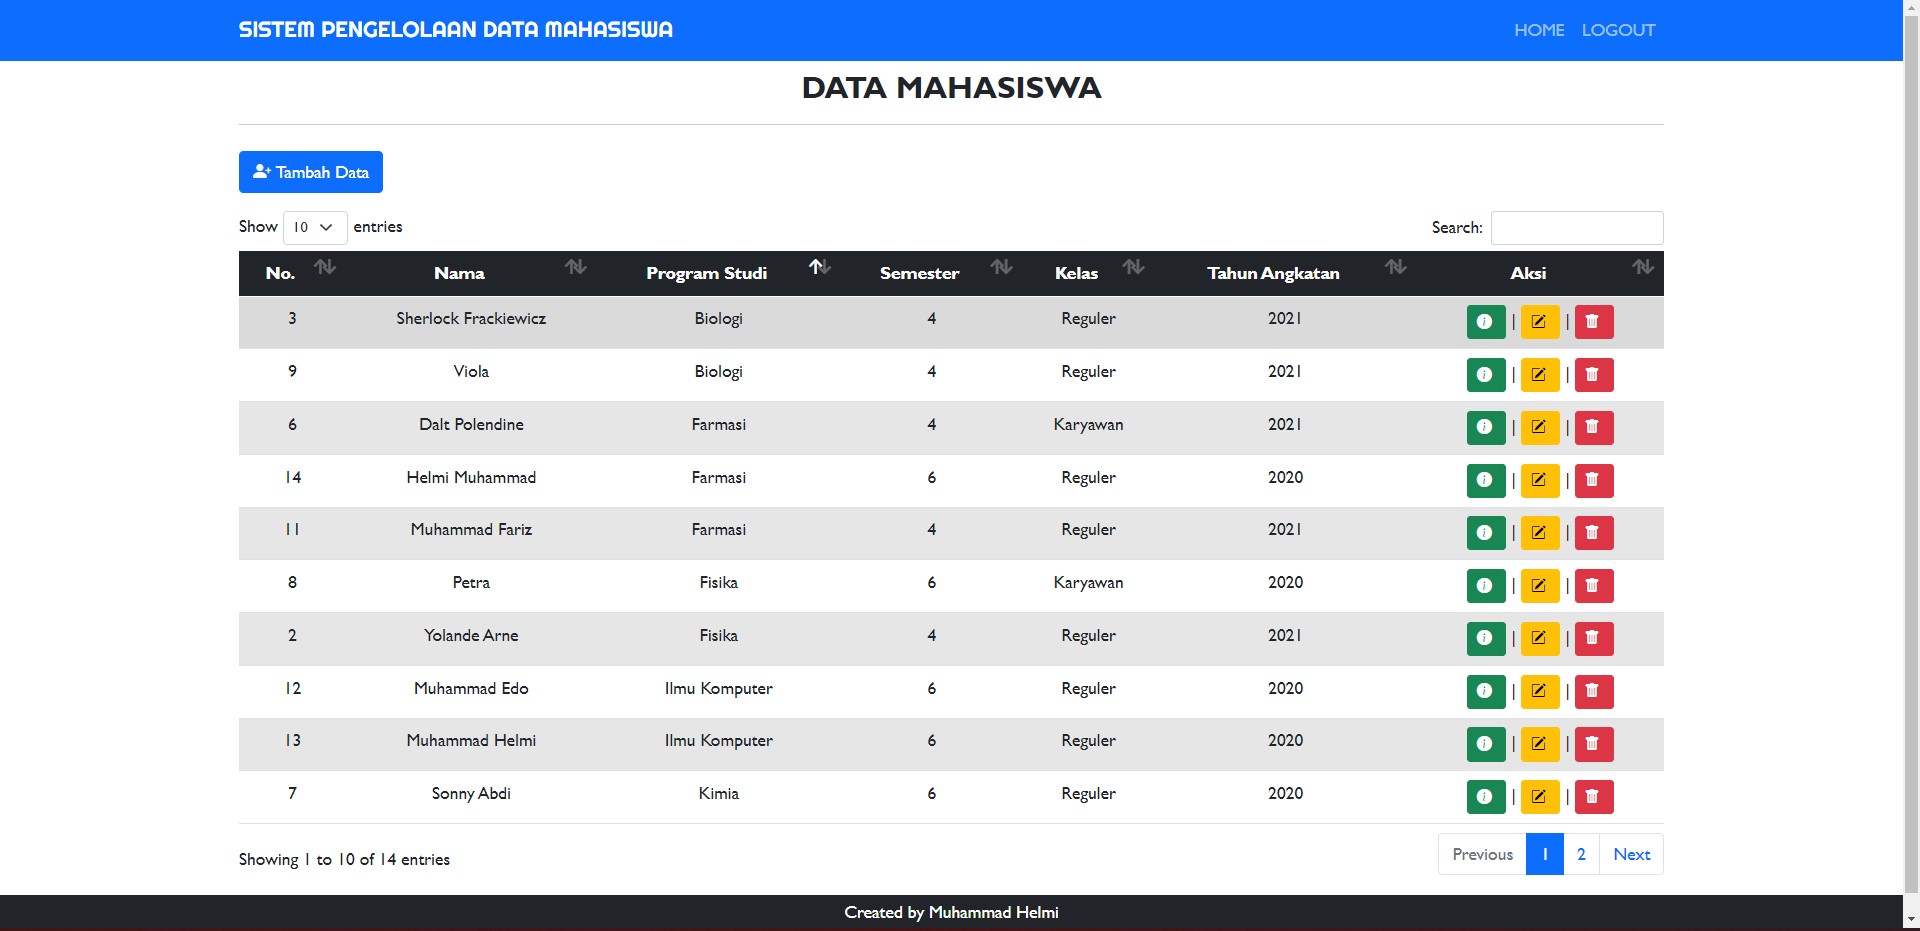 SISTEM PENGELOLAAN DATA MAHASISWA HOME LOGOUT
DATA MAHASISWA
Tambah Data
Show 10 entries Search:
No. Nama Program Studi Semester Kelas Tahun Angkatan Aksi
3 Sherlock Frackiewicz Biologi 4 Reguler 2021 | |
9 Viola Biologi 4 Reguler 2021 | |
6 Dalt Polendine Farmasi 4 Karyawan 2021 | |
14 Helmi Muhammad Farmasi 6 Reguler 2020 | |
11 Muhammad Fariz Farmasi 4 Reguler 2021 | |
8 Petra Fisika 6 Karyawan 2020 | |
2 Yolande Arne Fisika 4 Reguler 2021 | |
12 Muhammad Edo Ilmu Komputer 6 Reguler 2020 | |
13 Muhammad Helmi Ilmu Komputer 6 Reguler 2020 | |
7 Sonny Abdi Kimia 6 Reguler 2020 | |
Showing 1 to 10 of 14 entries Previous 1 2 Next
Created by Muhammad Helmi